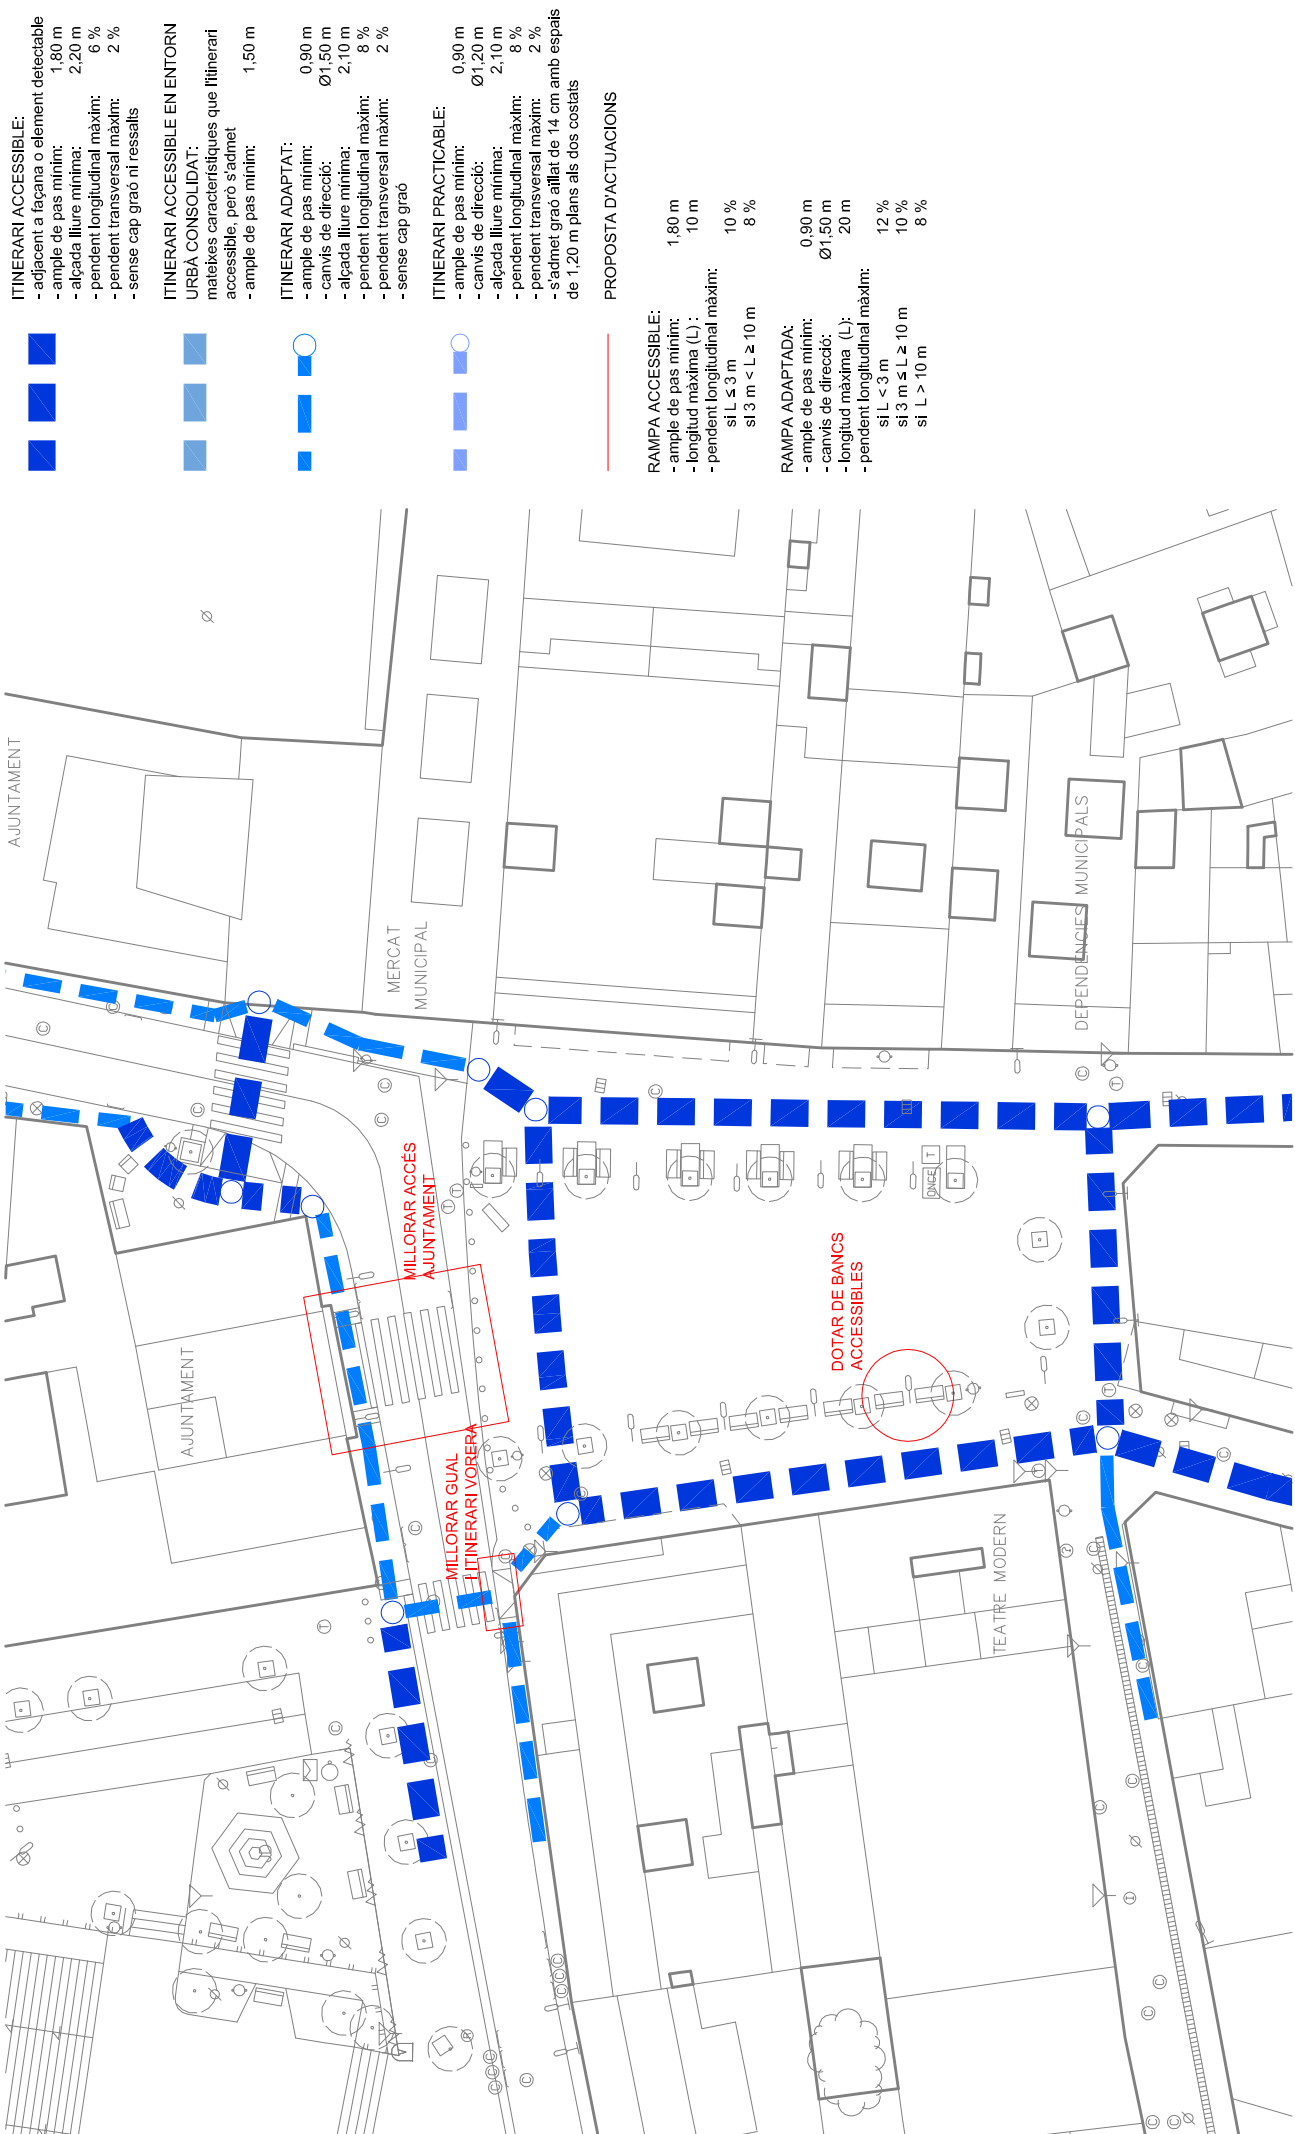 ITINERARI ACCESSIBLE:
- adjacent a façana o element detectable
- ample de pas mínim: 1,80 m
- alçada lliure mínima: 2,20 m
- pendent longitudinal màxim: 6 %
- pendent transversal màxim: 2 %
- sense cap graó ni ressalts
ITINERARI ACCESSIBLE EN ENTORN
URBÀ CONSOLIDAT:
mateixes característiques que l'itinerari
accessible, però s'admet
- ample de pas mínim: 1,50 m
ITINERARI ADAPTAT:
- ample de pas mínim: 0,90 m
- canvis de direcció: Ø1,50 m
- alçada lliure mínima: 2,10 m
- pendent longitudinal màxim: 8 %
- pendent transversal màxim: 2 %
- sense cap graó
ITINERARI PRACTICABLE:
- ample de pas mínim: 0,90 m
- canvis de direcció: Ø1,20 m
- alçada lliure mínima: 2,10 m
- pendent longitudinal màxim: 8 %
- pendent transversal màxim: 2 %
- s'admet graó aïllat de 14 cm amb espais
de 1,20 m plans als dos costats
PROPOSTA D'ACTUACIONS
RAMPA ACCESSIBLE:
- ample de pas mínim: 1,80 m
- longitud màxima (L) : 10 m
- pendent longitudinal màxim:
si L ≤ 3 m 10 %
si 3 m < L ≥ 10 m 8 %
RAMPA ADAPTADA:
- ample de pas mínim: 0,90 m
- canvis de direcció: Ø1,50 m
- longitud màxima (L): 20 m
- pendent longitudinal màxim:
si L < 3 m 12 %
si 3 m ≤ L ≥ 10 m 10 %
si L > 10 m 8 %
AJUNTAMENT
MERCAT
MUNICIPAL
DEPENDENCIES MUNICIPALS
MILLORAR ACCÉS
AJUNTAMENT
ONCE T
DOTAR DE BANCS
ACCESSIBLES
AJUNTAMENT
MILLORAR GUAL
I ITINERARI VORERA
TEATRE MODERN